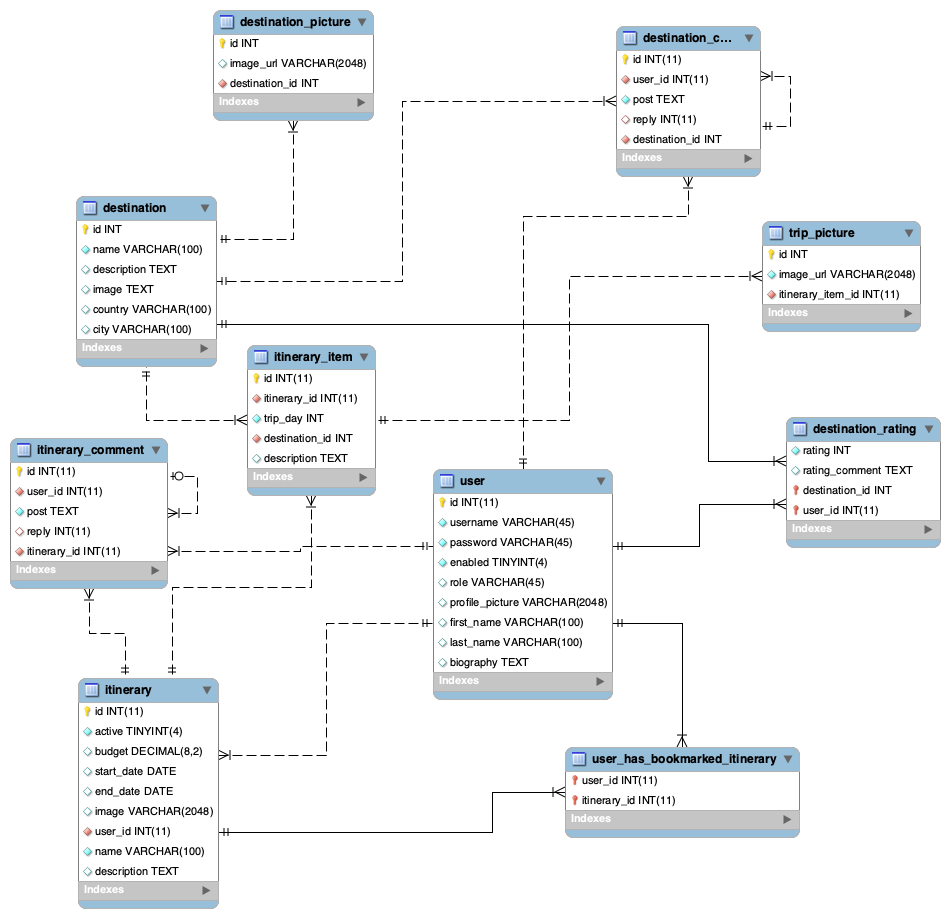 destination_picture
id INT
image_url VARCHAR(2048)
destination_id INT
Indexes
destination_c...
id INT(11)
user_id INT(11)
post TEXT
reply INT(11)
destination_id INT
Indexes
destination
id INT
name VARCHAR(100)
description TEXT
image TEXT
country VARCHAR(100)
city VARCHAR(100)
Indexes
trip_picture
id INT
image_url VARCHAR(2048)
itinerary_item_id INT(11)
Indexes
itinerary_item
id INT(11)
itinerary_id INT(11)
trip_day INT
destination_id INT
description TEXT
Indexes
destination_rating
rating INT
rating_comment TEXT
destination_id INT
user_id INT(11)
Indexes
itinerary_comment
id INT(11)
user_id INT(11)
post TEXT
reply INT(11)
itinerary_id INT(11)
Indexes
user
id INT(11)
username VARCHAR(45)
password VARCHAR(45)
enabled TINYINT(4)
role VARCHAR(45)
profile_picture VARCHAR(2048)
first_name VARCHAR(100)
last_name VARCHAR(100)
biography TEXT
Indexes
itinerary
id INT(11)
active TINYINT(4)
budget DECIMAL(8,2)
start_date DATE
end_date DATE
image VARCHAR(2048)
user_id INT(11)
name VARCHAR(100)
description TEXT
Indexes
user_has_bookmarked_itinerary
user_id INT(11)
itinerary_id INT(11)
Indexes